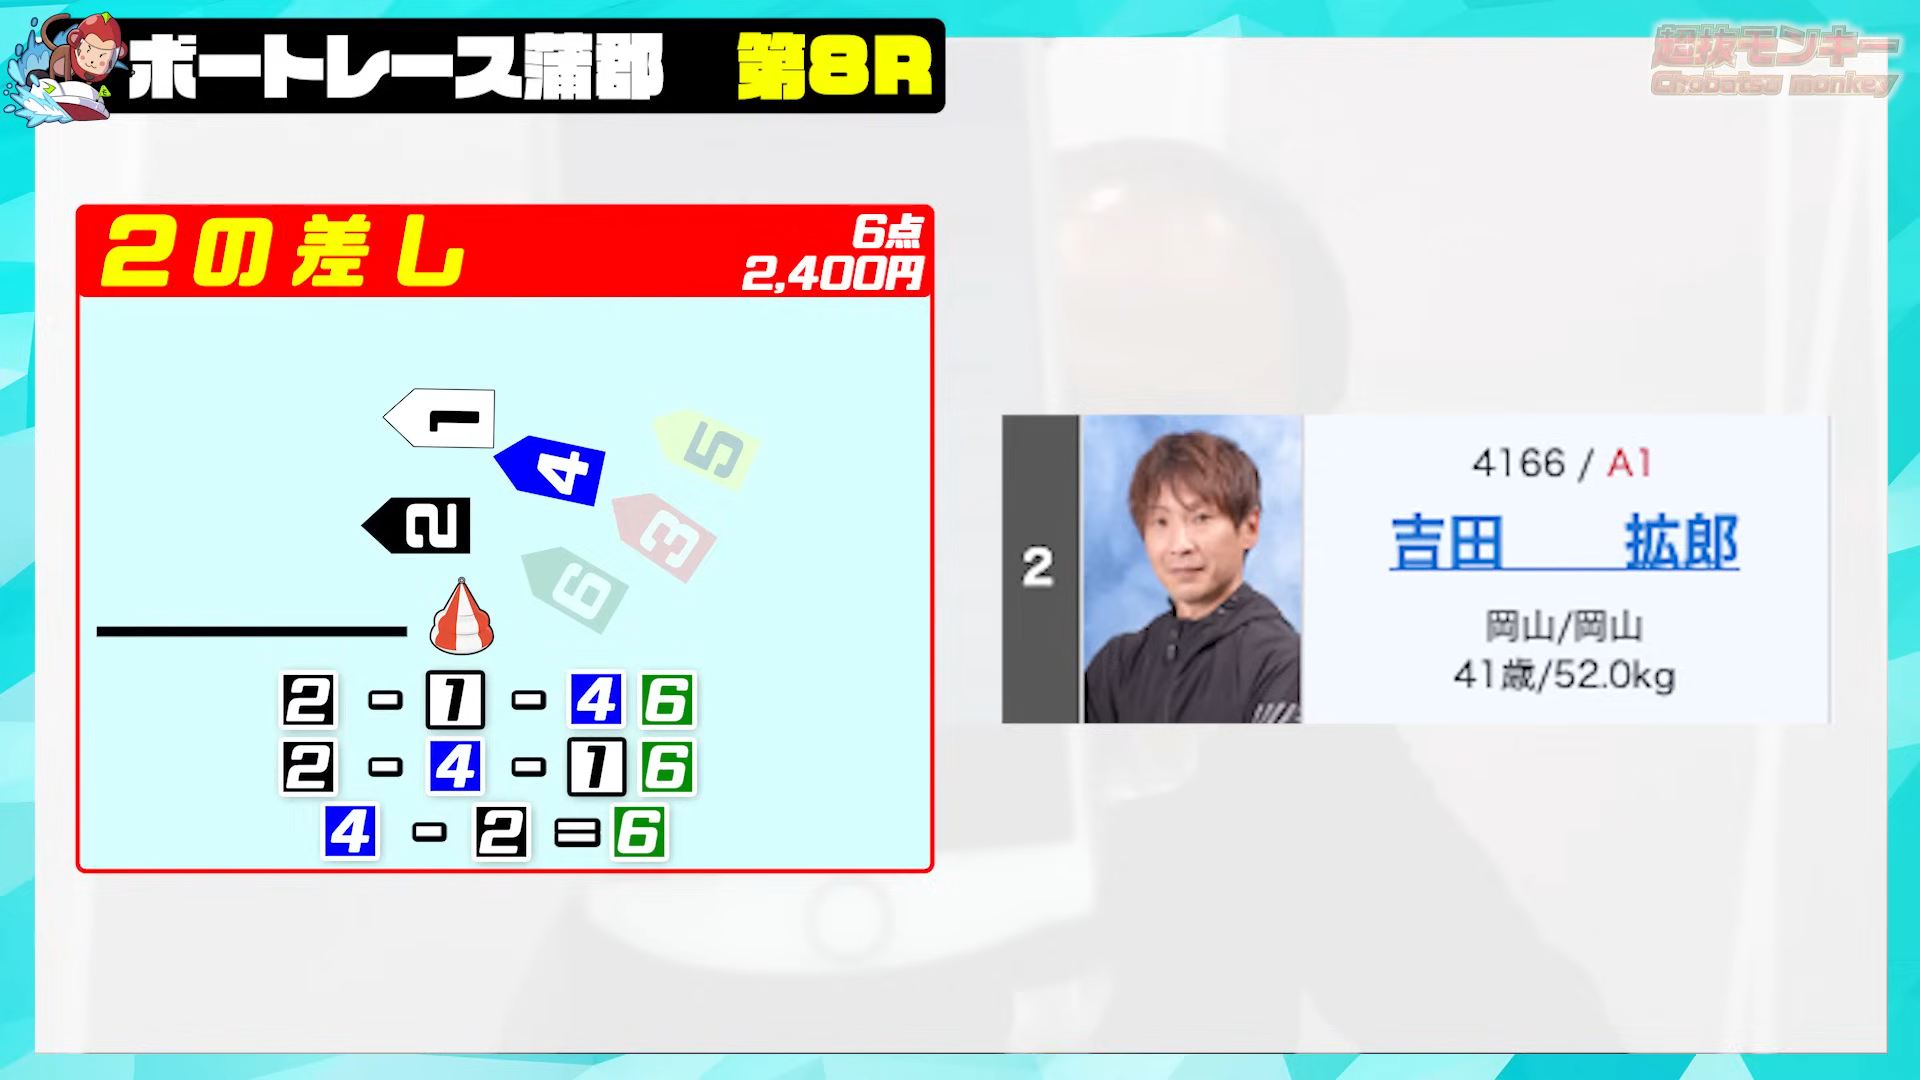 ボートレース蒲郡 第8R
超抜モンキー
Chobatsu monkey
2の差し
6点
2,400円
1
4
5
2
3
6
2 - 1 - 4 6
2 - 4 - 1 6
4 - 2 = 6
2
4166 / A1
吉田 拡郎
岡山/岡山
41歳/52.0kg